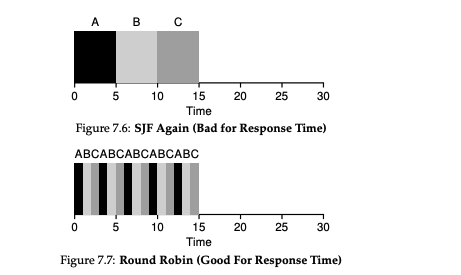 A B C
0 5 10 15 20 25 30
Time
Figure 7.6: SJF Again (Bad for Response Time)
ABCABCABCABCABC
0 5 10 15 20 25 30
Time
Figure 7.7: Round Robin (Good For Response Time)